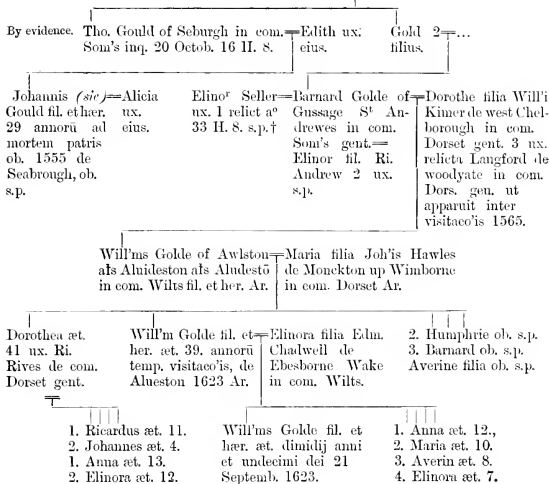 By evidence. Tho. Gould of Seburgh in com. Som's inq. 20 Octob. 16 H. 8.
Edith ux. eius.
Gold 2 filius. = ...
Johannis (sic)
Gould fil. et hær.
29 annorū ad
mortem patris
ob. 1555 de
Seabrough, ob.
s.p.
Alicia
ux.
eius.
Elinor Seller
ux. 1 relict ao
33 H. 8. s.p.†
Barnard Golde of
Gussage St An-
drewes in com.
Som's gent.=
Elinor fil. Ri.
Andrew 2 ux.
s.p.
Dorothe filia Will'i
Kimer de west Chel-
borough in com.
Dorset gent. 3 ux.
relicta Langford de
woodyate in com.
Dors. gen. ut
apparuit inter
visitaco'is 1565.
Will'ms Golde of Awlston
ats Aluideston ats Aludestō
in com. Wilts fil. et her. Ar.
Maria filia Joh'is Hawles
de Monckton up Wimborne
in com. Dorset Ar.
Dorothea æt.
41 ux. Ri.
Rives de com.
Dorset gent.
Will'm Golde fil. et
her. æt. 39. annorū
temp. visitaco'is, de
Alueston 1623 Ar.
Elinora filia Edm.
Chadwell de
Ebesborne Wake
in com. Wilts.
2. Humphrie ob. s.p.
3. Barnard ob. s.p.
Averine filia ob. s.p.
1. Ricardus æt. 11.
2. Johannes æt. 4.
1. Anna æt. 13.
2. Elinora æt. 12.
Will'ms Golde fil. et
hær. æt. dimidij anni
et undecimi dei 21
Septemb. 1623.
1. Anna æt. 12.,
2. Maria æt. 10.
3. Averin æt. 8.
4. Elinora æt. 7.